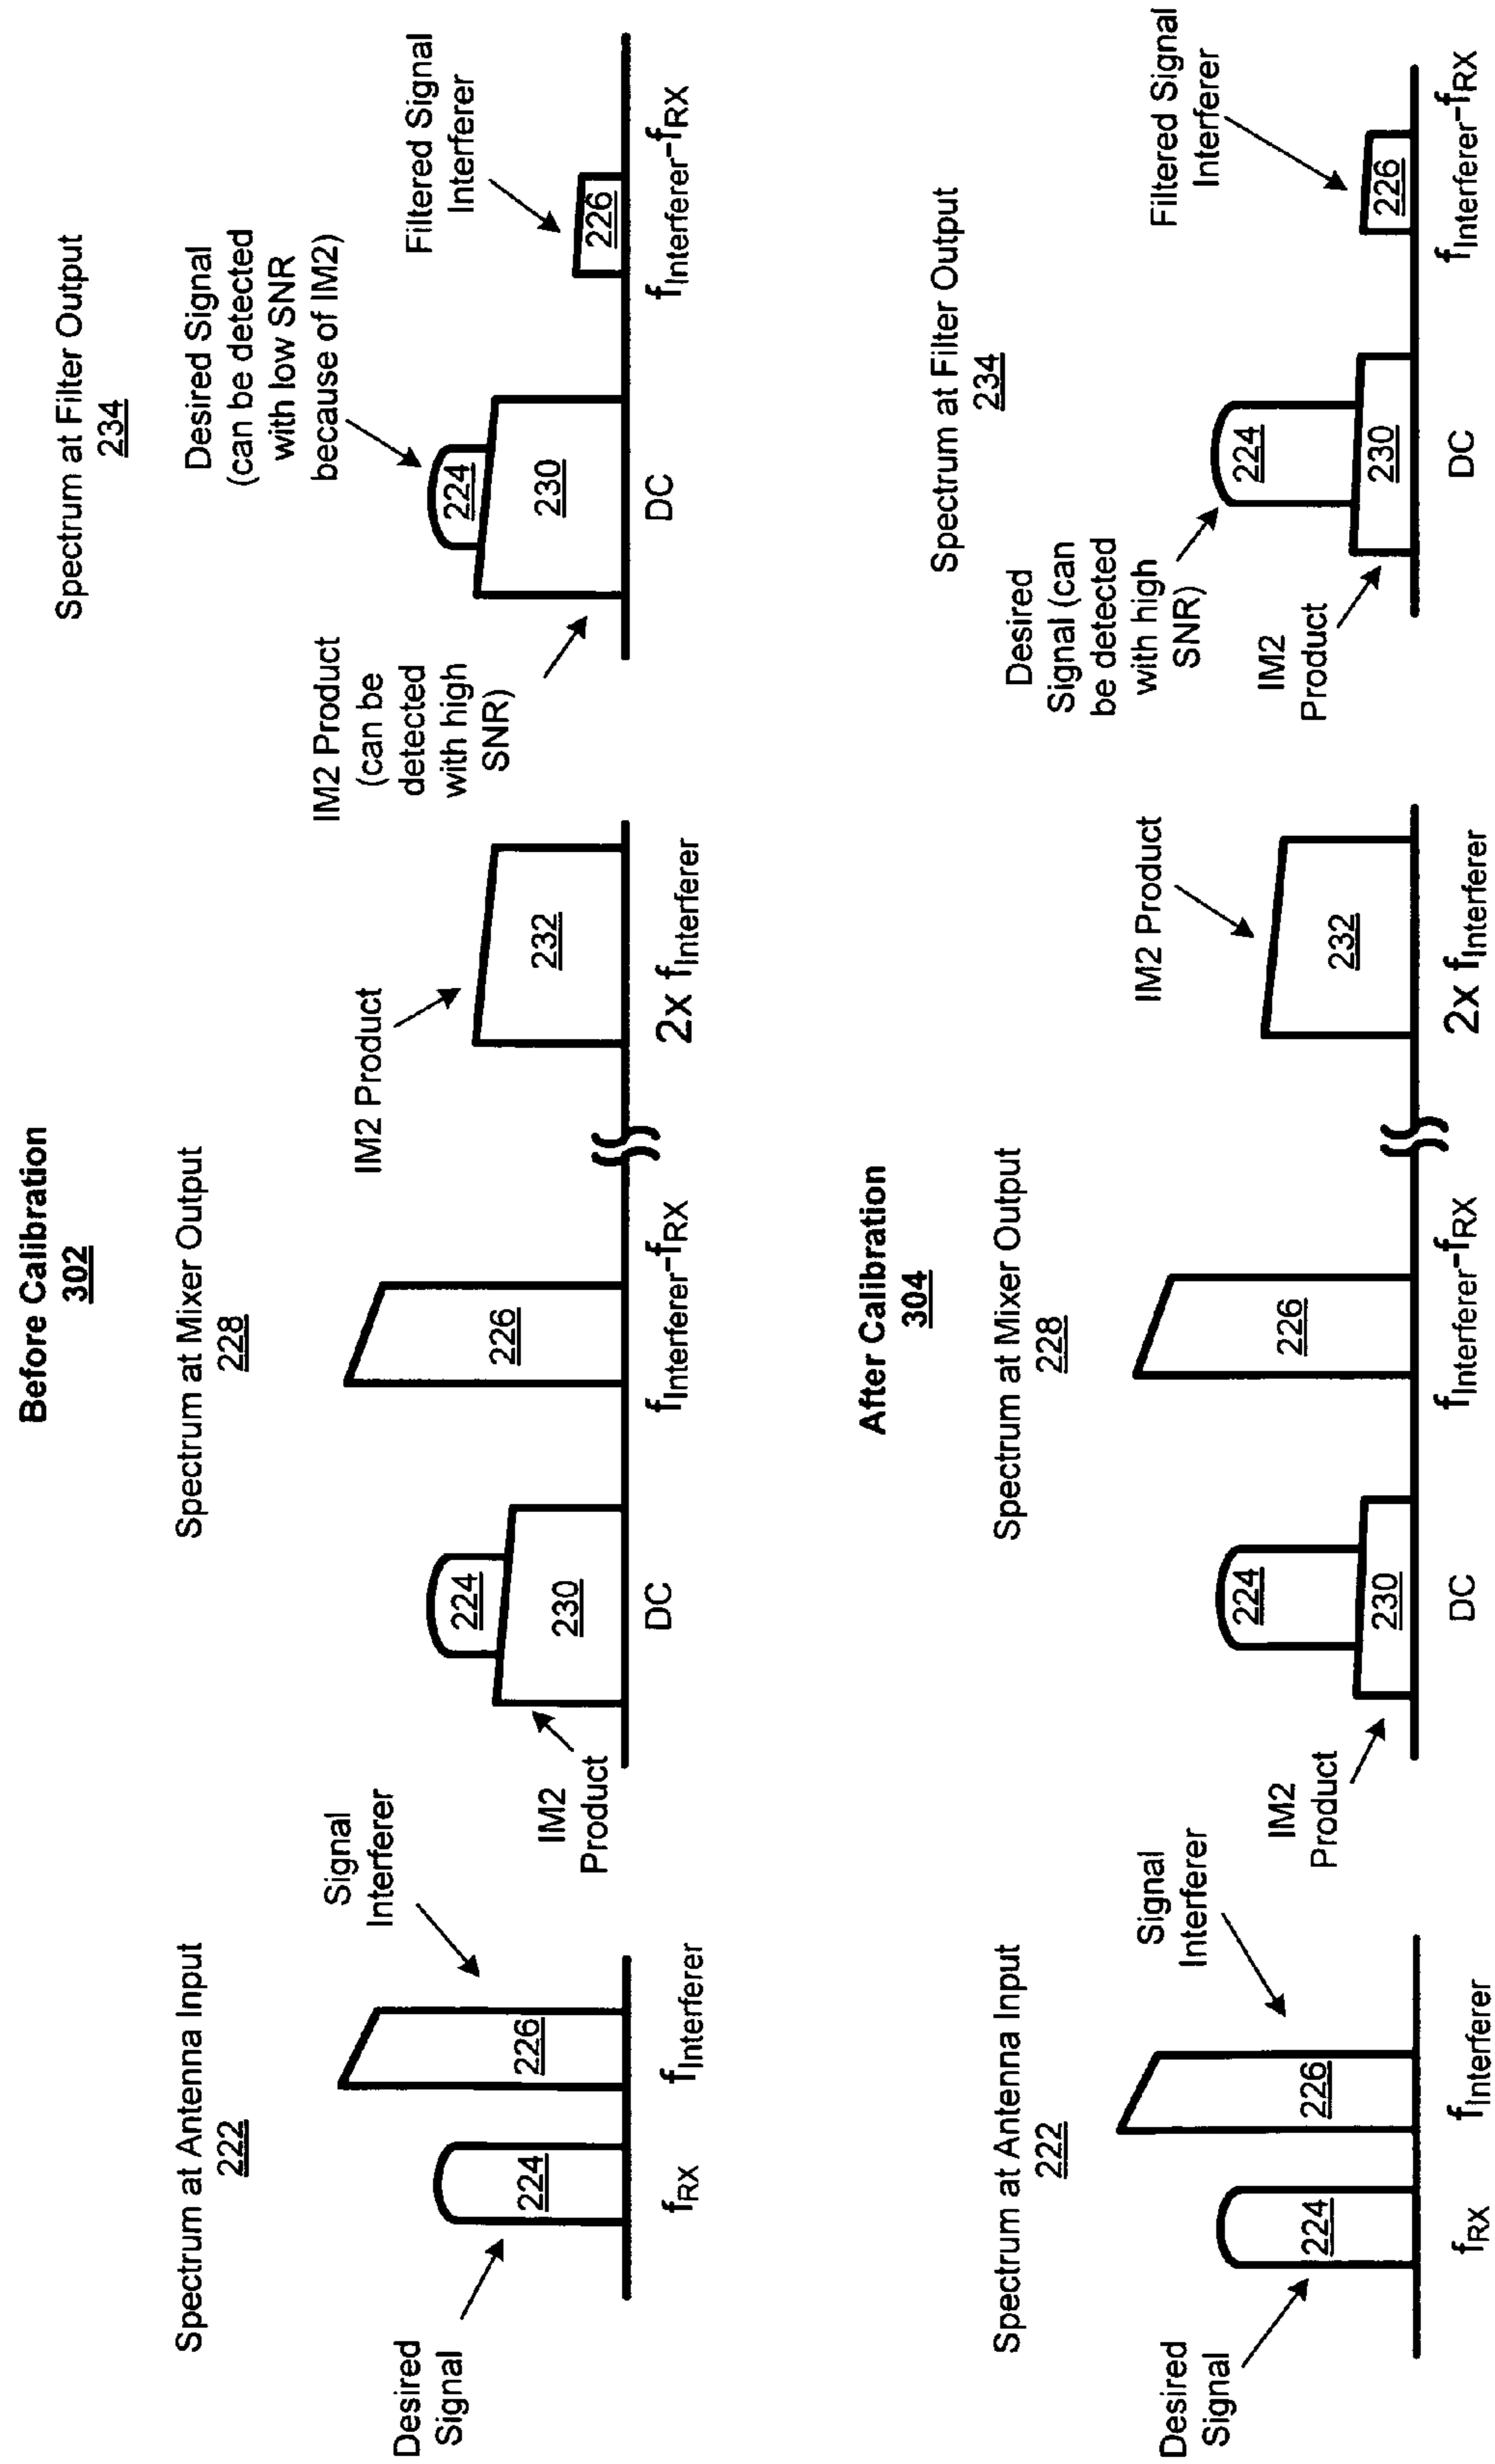 Before Calibration
302
Spectrum at Antenna Input
222
Desired
Signal
224
fRX
Signal
Interferer
226
fInterferer
Spectrum at Mixer Output
228
IM2
Product
224
230
DC
226
fInterferer-fRX
IM2 Product
232
2x fInterferer
Spectrum at Filter Output
234
IM2 Product
(can be
detected
with high
SNR)
Desired Signal
(can be detected
with low SNR
because of IM2)
224
230
DC
Filtered Signal
Interferer
226
fInterferer-fRX
After Calibration
304
Spectrum at Antenna Input
222
Desired
Signal
224
fRX
Signal
Interferer
226
fInterferer
Spectrum at Mixer Output
228
IM2
Product
224
230
DC
226
fInterferer-fRX
IM2 Product
232
2x fInterferer
Spectrum at Filter Output
234
Desired
Signal (can
be detected
with high
SNR)
IM2
Product
224
230
DC
Filtered Signal
Interferer
226
fInterferer-fRX